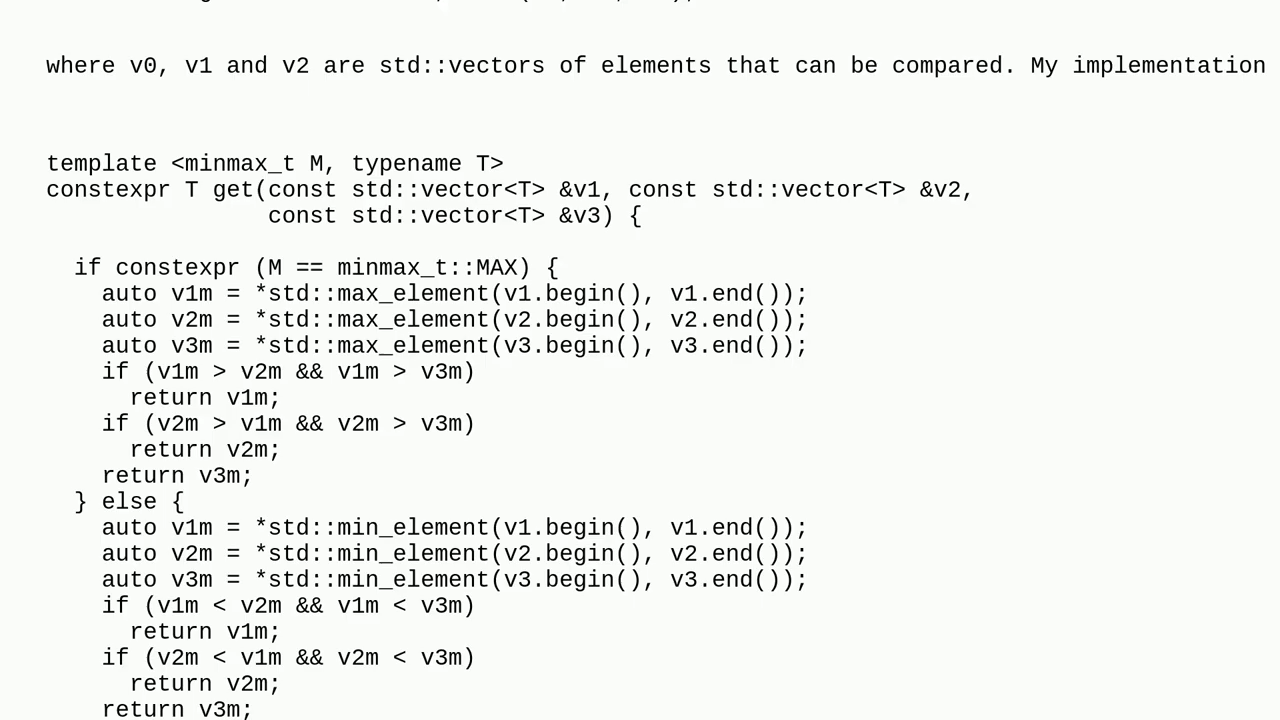 where v0, v1 and v2 are std::vectors of elements that can be compared. My implementation
template <minmax_t M, typename T>
constexpr T get(const std::vector<T> &v1, const std::vector<T> &v2,
                const std::vector<T> &v3) {
  if constexpr (M == minmax_t::MAX) {
    auto v1m = *std::max_element(v1.begin(), v1.end());
    auto v2m = *std::max_element(v2.begin(), v2.end());
    auto v3m = *std::max_element(v3.begin(), v3.end());
    if (v1m > v2m && v1m > v3m)
      return v1m;
    if (v2m > v1m && v2m > v3m)
      return v2m;
    return v3m;
  } else {
    auto v1m = *std::min_element(v1.begin(), v1.end());
    auto v2m = *std::min_element(v2.begin(), v2.end());
    auto v3m = *std::min_element(v3.begin(), v3.end());
    if (v1m < v2m && v1m < v3m)
      return v1m;
    if (v2m < v1m && v2m < v3m)
      return v2m;
    return v3m;